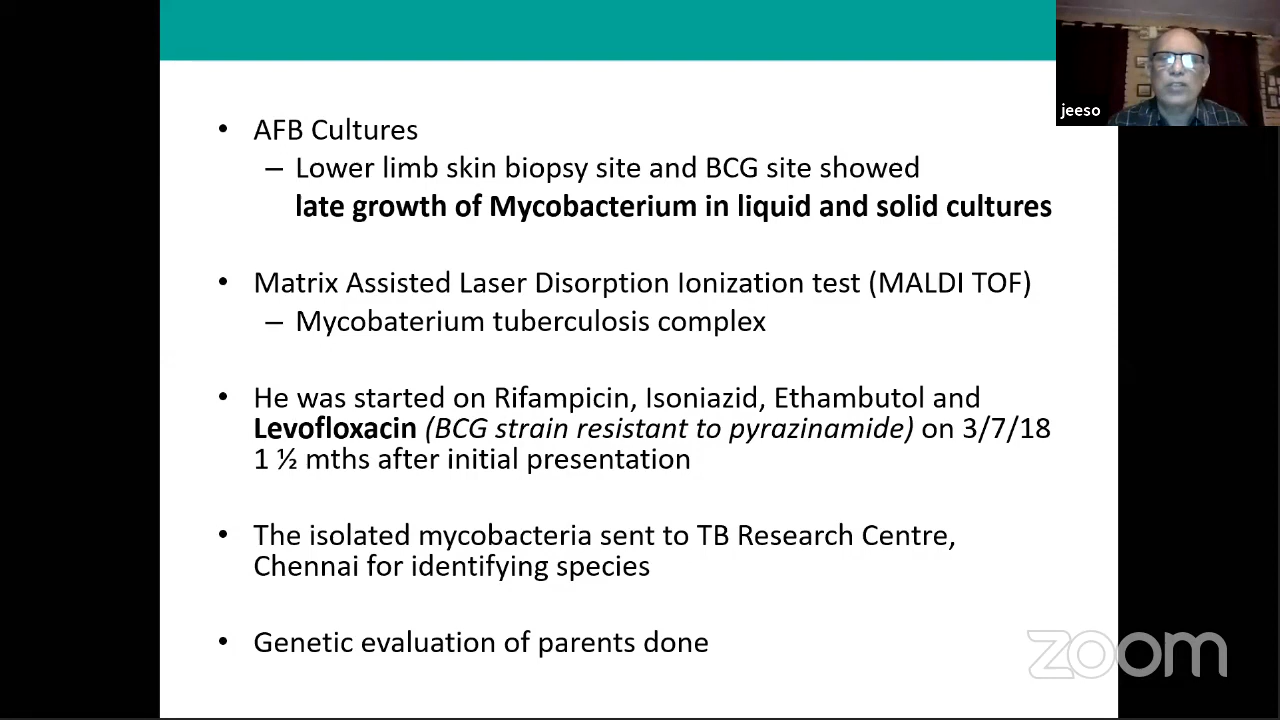 jeeso
• AFB Cultures
– Lower limb skin biopsy site and BCG site showed
late growth of Mycobacterium in liquid and solid cultures
• Matrix Assisted Laser Disorption Ionization test (MALDI TOF)
– Mycobaterium tuberculosis complex
• He was started on Rifampicin, Isoniazid, Ethambutol and
Levofloxacin (BCG strain resistant to pyrazinamide) on 3/7/18
1 ½ mths after initial presentation
• The isolated mycobacteria sent to TB Research Centre,
Chennai for identifying species
• Genetic evaluation of parents done
zoom